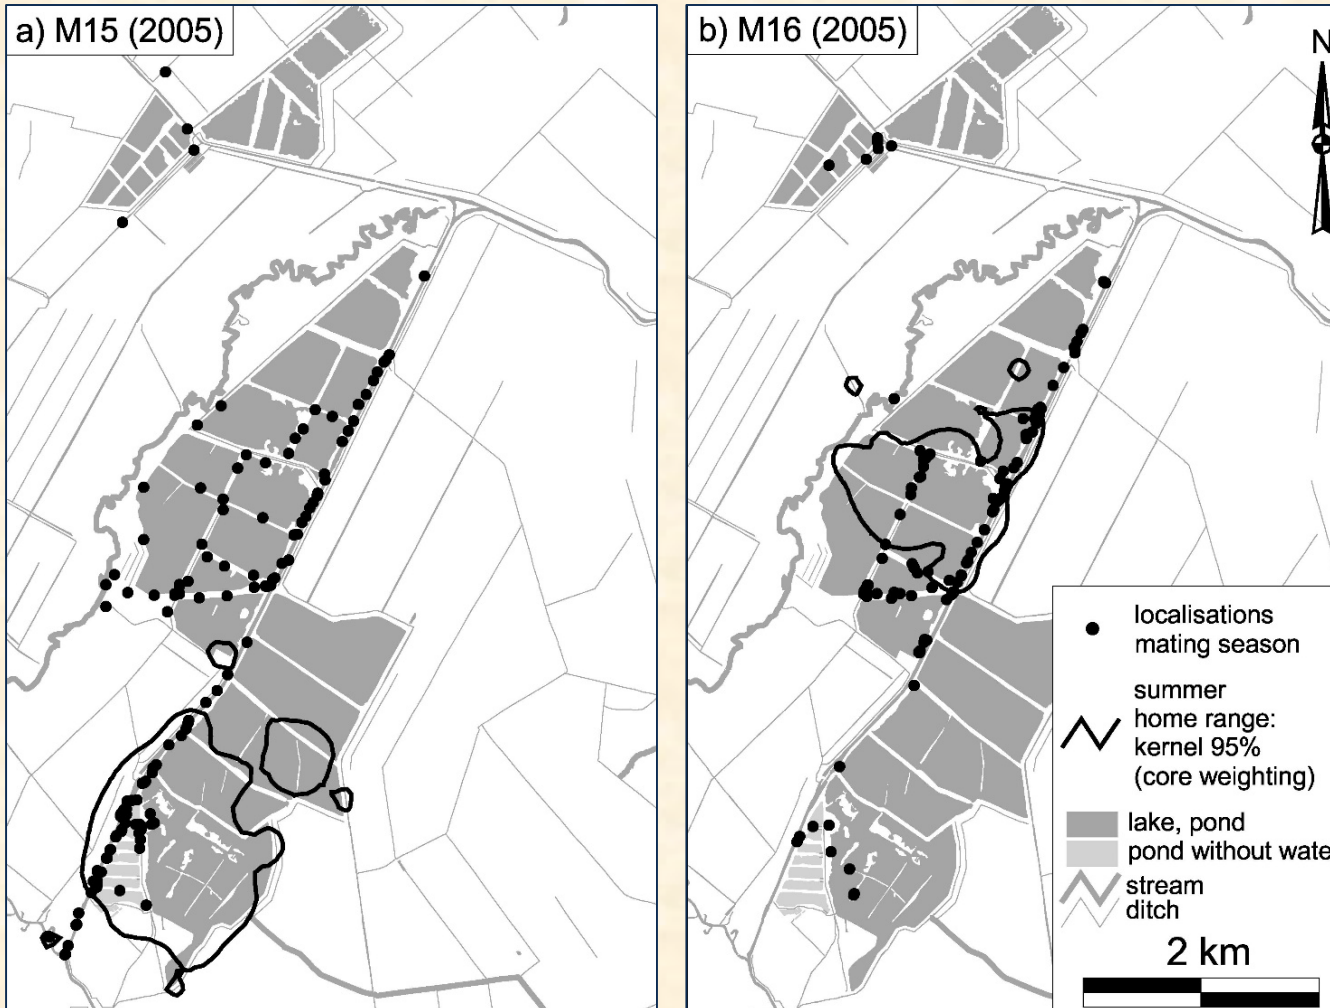 a) M15 (2005)
b) M16 (2005)
N
localisations
mating season
summer
home range:
kernel 95%
(core weighting)
lake, pond
pond without wate
stream
ditch
2 km